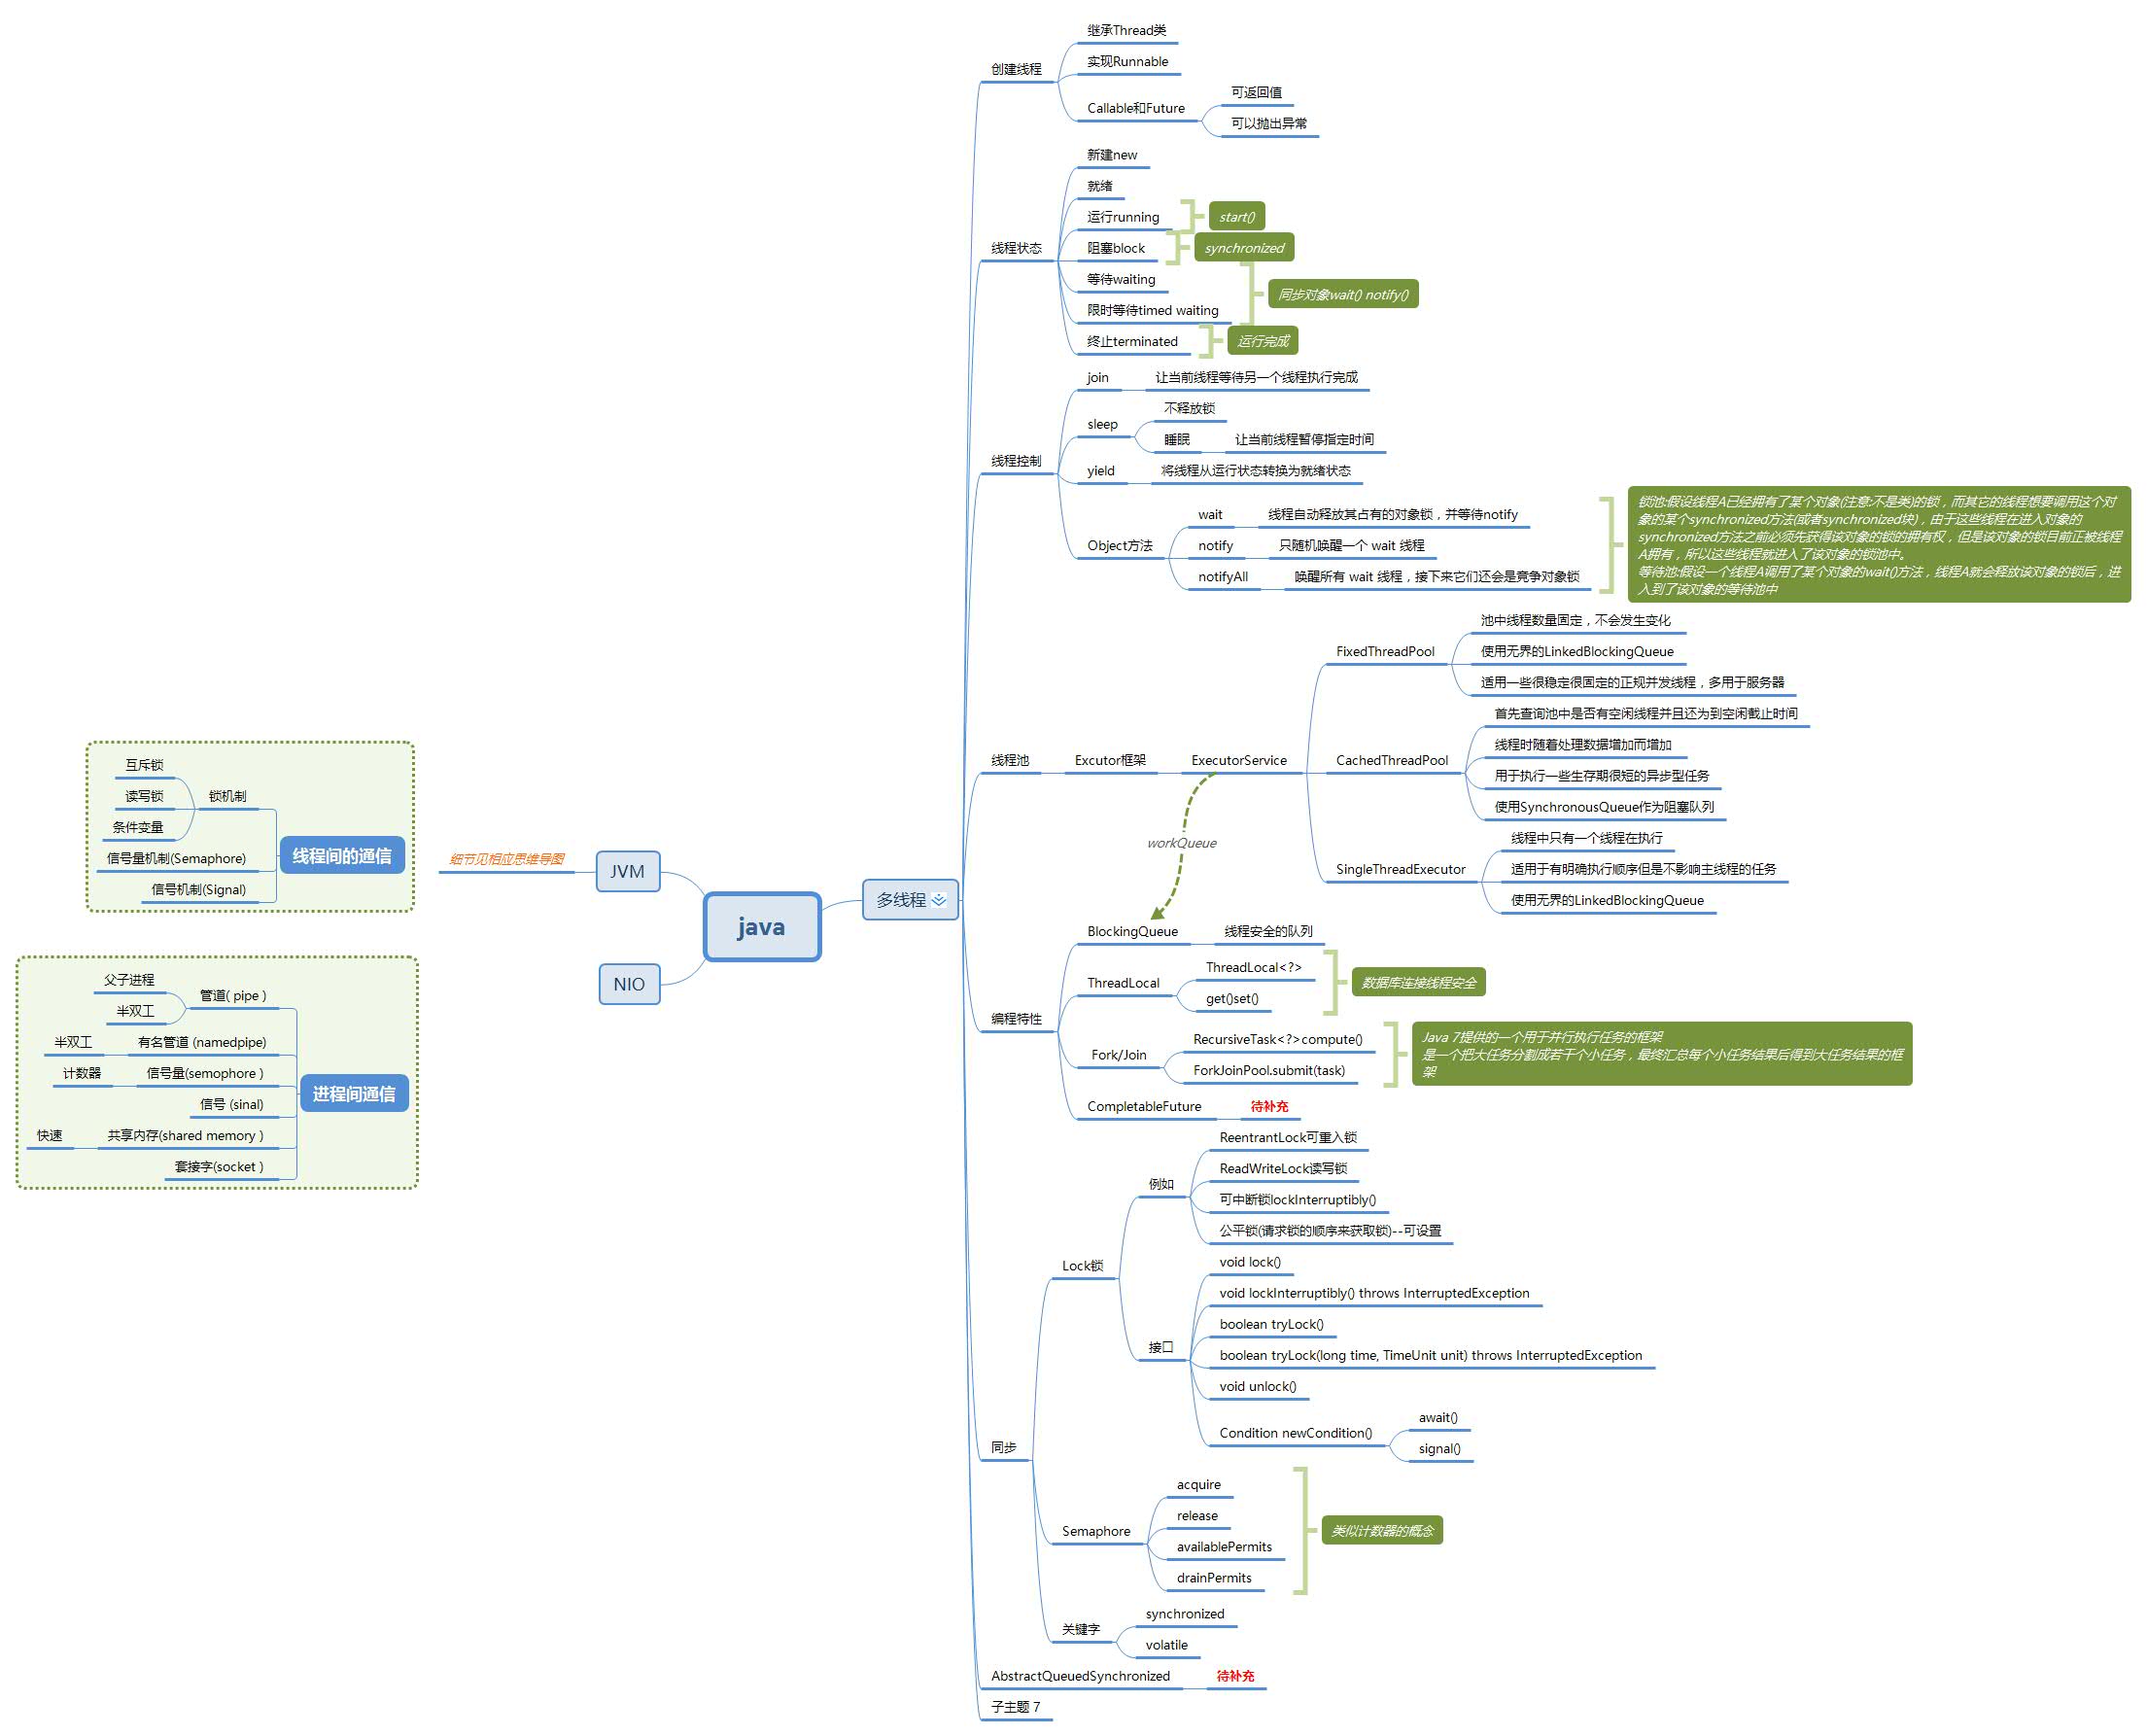 java
多线程
创建线程
继承Thread类
实现Runnable
Callable和Future
可返回值
可以抛出异常
线程状态
新建new
就绪
运行running
start()
阻塞block
synchronized
等待waiting
限时等待timed waiting
同步对象wait() notify()
终止terminated
运行完成
线程控制
join
让当前线程等待另一个线程执行完成
sleep
不释放锁
睡眠
让当前线程暂停指定时间
yield
将线程从运行状态转换为就绪状态
Object方法
wait
线程自动释放其占有的对象锁，并等待notify
notify
只随机唤醒一个 wait 线程
notifyAll
唤醒所有 wait 线程，接下来它们还会是竞争对象锁
锁池:假设线程A已经拥有了某个对象(注意:不是类)的锁，而其它的线程想要调用这个对
象的某个synchronized方法(或者synchronized块)，由于这些线程在进入对象的
synchronized方法之前必须先获得该对象的锁的拥有权，但是该对象的锁目前正被线程
A拥有，所以这些线程就进入了该对象的锁池中。
等待池:假设一个线程A调用了某个对象的wait()方法，线程A就会释放该对象的锁后，进
入到了该对象的等待池中
线程池
Excutor框架
ExecutorService
FixedThreadPool
池中线程数量固定，不会发生变化
使用无界的LinkedBlockingQueue
适用一些很稳定很固定的正规并发线程，多用于服务器
CachedThreadPool
首先查询池中是否有空闲线程并且还为到空闲截止时间
线程时随着处理数据增加而增加
用于执行一些生存期很短的异步型任务
使用SynchronousQueue作为阻塞队列
SingleThreadExecutor
线程中只有一个线程在执行
适用于有明确执行顺序但是不影响主线程的任务
使用无界的LinkedBlockingQueue
workQueue
编程特性
BlockingQueue
线程安全的队列
ThreadLocal
ThreadLocal<?>
get()set()
数据库连接线程安全
Fork/Join
RecursiveTask<?>compute()
ForkJoinPool.submit(task)
Java 7提供的一个用于并行执行任务的框架
是一个把大任务分割成若干个小任务，最终汇总每个小任务结果后得到大任务结果的框
架
CompletableFuture
待补充
同步
Lock锁
例如
ReentrantLock可重入锁
ReadWriteLock读写锁
可中断锁lockInterruptibly()
公平锁(请求锁的顺序来获取锁)--可设置
接口
void lock()
void lockInterruptibly() throws InterruptedException
boolean tryLock()
boolean tryLock(long time, TimeUnit unit) throws InterruptedException
void unlock()
Condition newCondition()
await()
signal()
Semaphore
acquire
release
availablePermits
drainPermits
类似计数器的概念
关键字
synchronized
volatile
AbstractQueuedSynchronized
待补充
子主题 7
JVM
细节见相应思维导图
NIO
线程间的通信
锁机制
互斥锁
读写锁
条件变量
信号量机制(Semaphore)
信号机制(Signal)
进程间通信
管道( pipe )
父子进程
半双工
有名管道 (namedpipe)
半双工
信号量(semophore )
计数器
信号 (sinal)
共享内存(shared memory )
快速
套接字(socket )